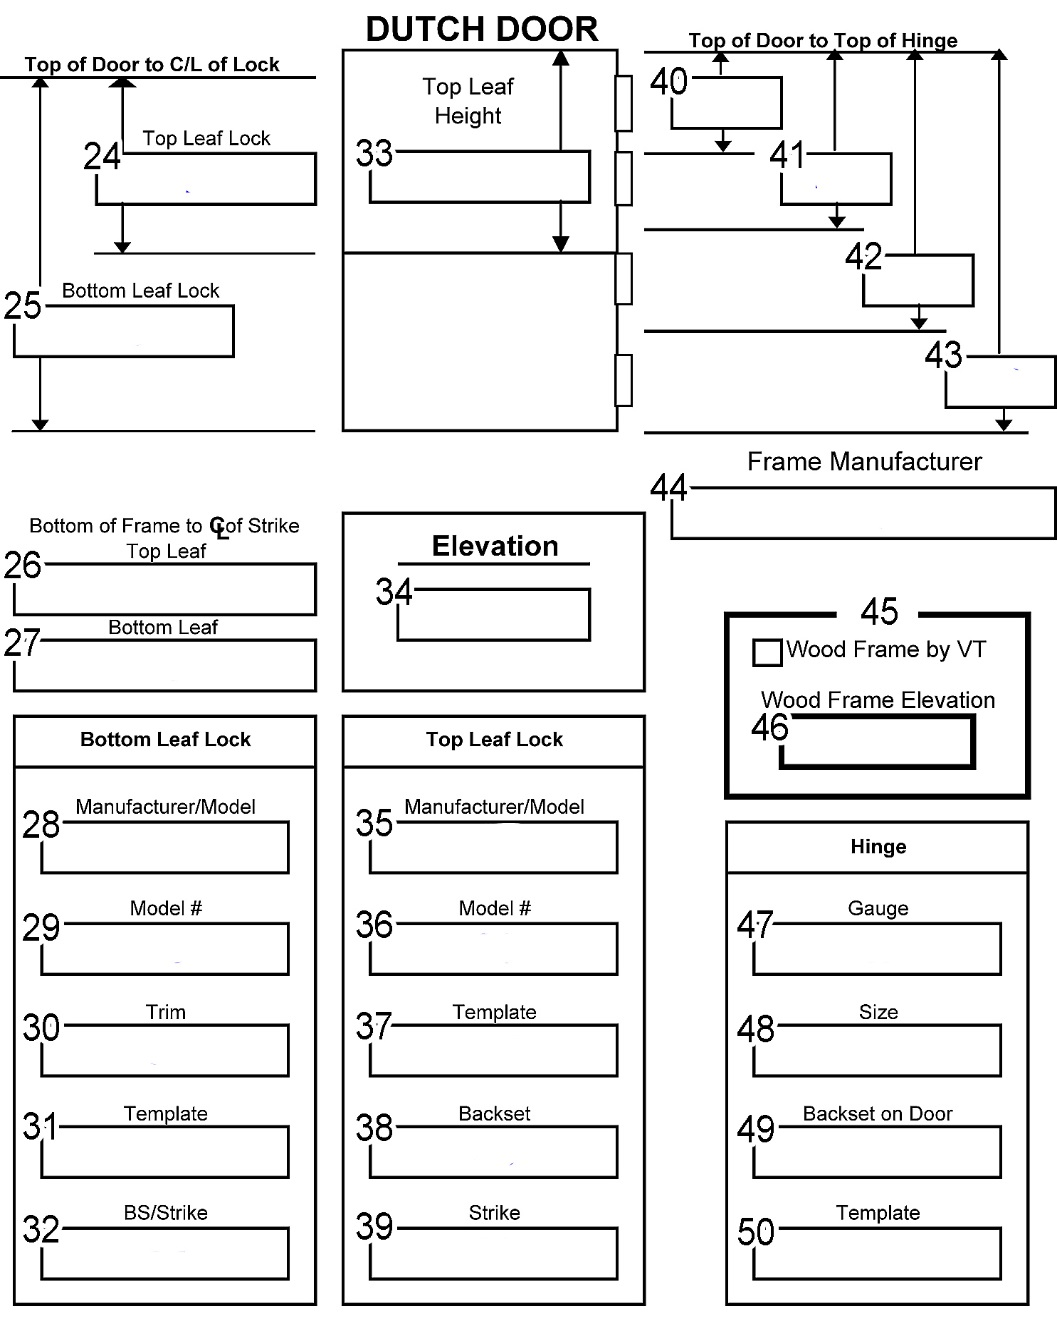 DUTCH DOOR
Top of Door to C/L of Lock
Top Leaf Lock
24
Bottom Leaf Lock
25
Top Leaf
Height
33
Top of Door to Top of Hinge
40
41
42
43
Frame Manufacturer
44
Bottom of Frame to ℄ of Strike
Top Leaf
26
Bottom Leaf
27
Elevation
34
45
Wood Frame by VT
Wood Frame Elevation
46
Bottom Leaf Lock
Manufacturer/Model
28
Model #
29
Trim
30
Template
31
BS/Strike
32
Top Leaf Lock
Manufacturer/Model
35
Model #
36
Template
37
Backset
38
Strike
39
Hinge
Gauge
47
Size
48
Backset on Door
49
Template
50